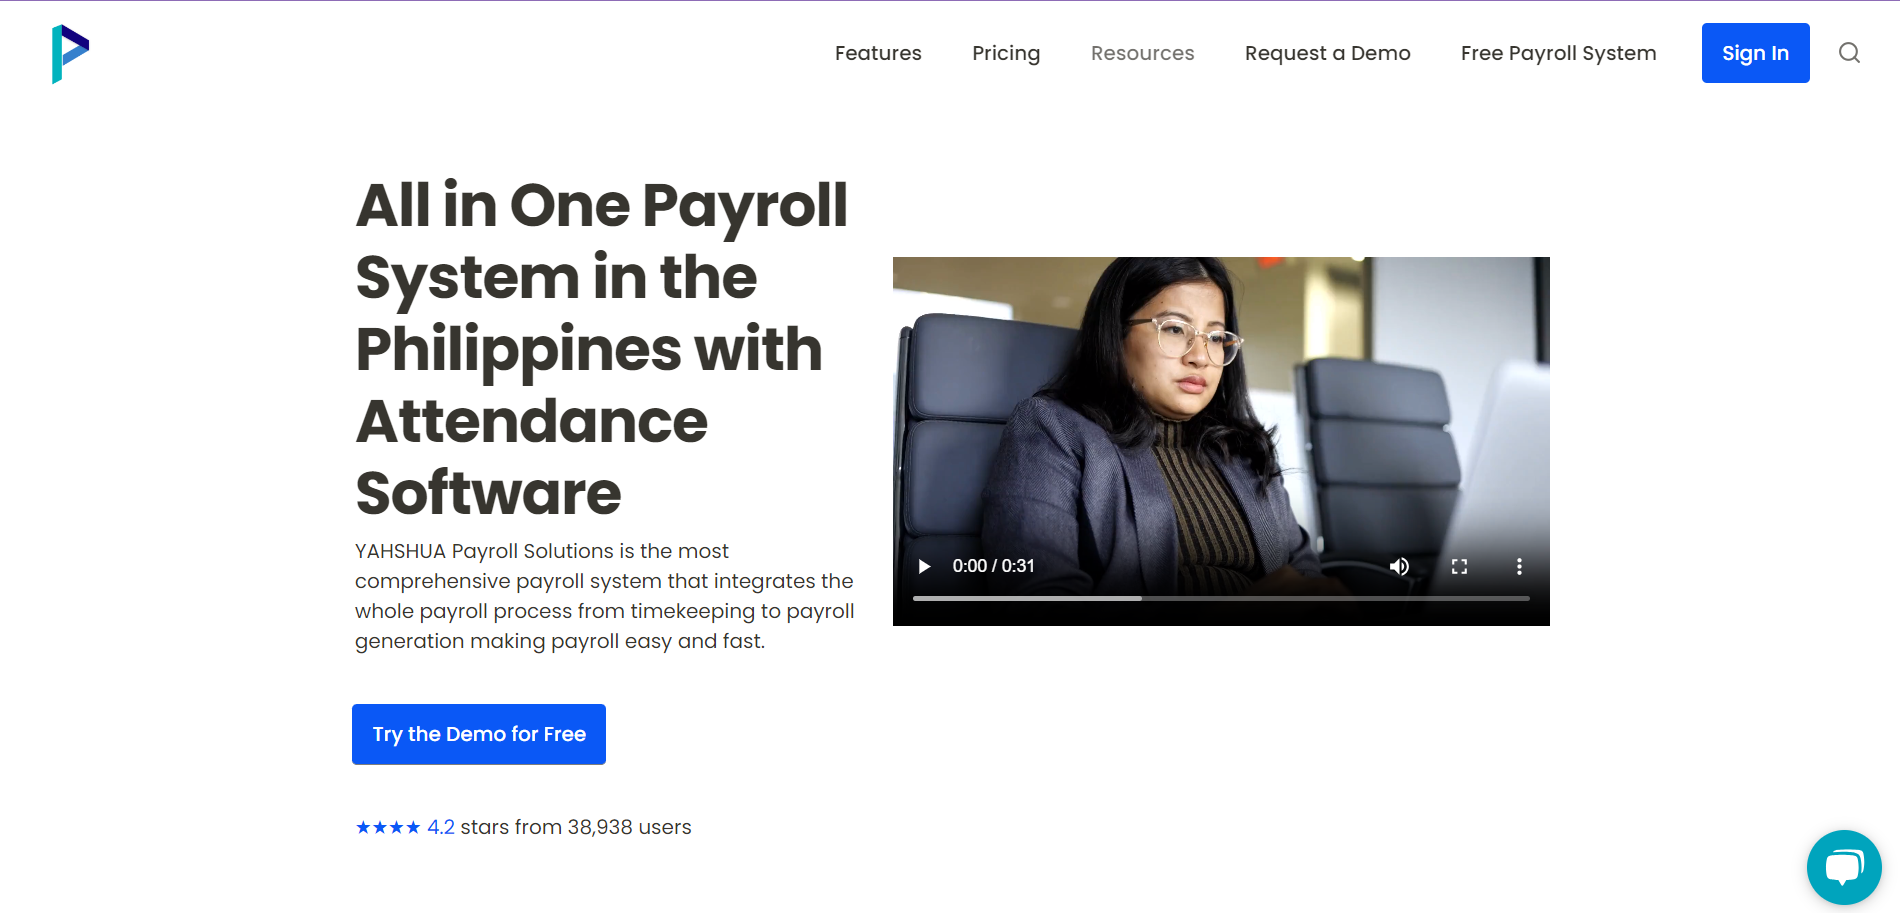 Features
Pricing
Resources
Request a Demo
Free Payroll System
Sign In
All in One Payroll
System in the
Philippines with
Attendance
Software
YAHSHUA Payroll Solutions is the most
comprehensive payroll system that integrates the
whole payroll process from timekeeping to payroll
generation making payroll easy and fast.
0:00 / 0:31
Try the Demo for Free
★★★★ 4.2 stars from 38,938 users